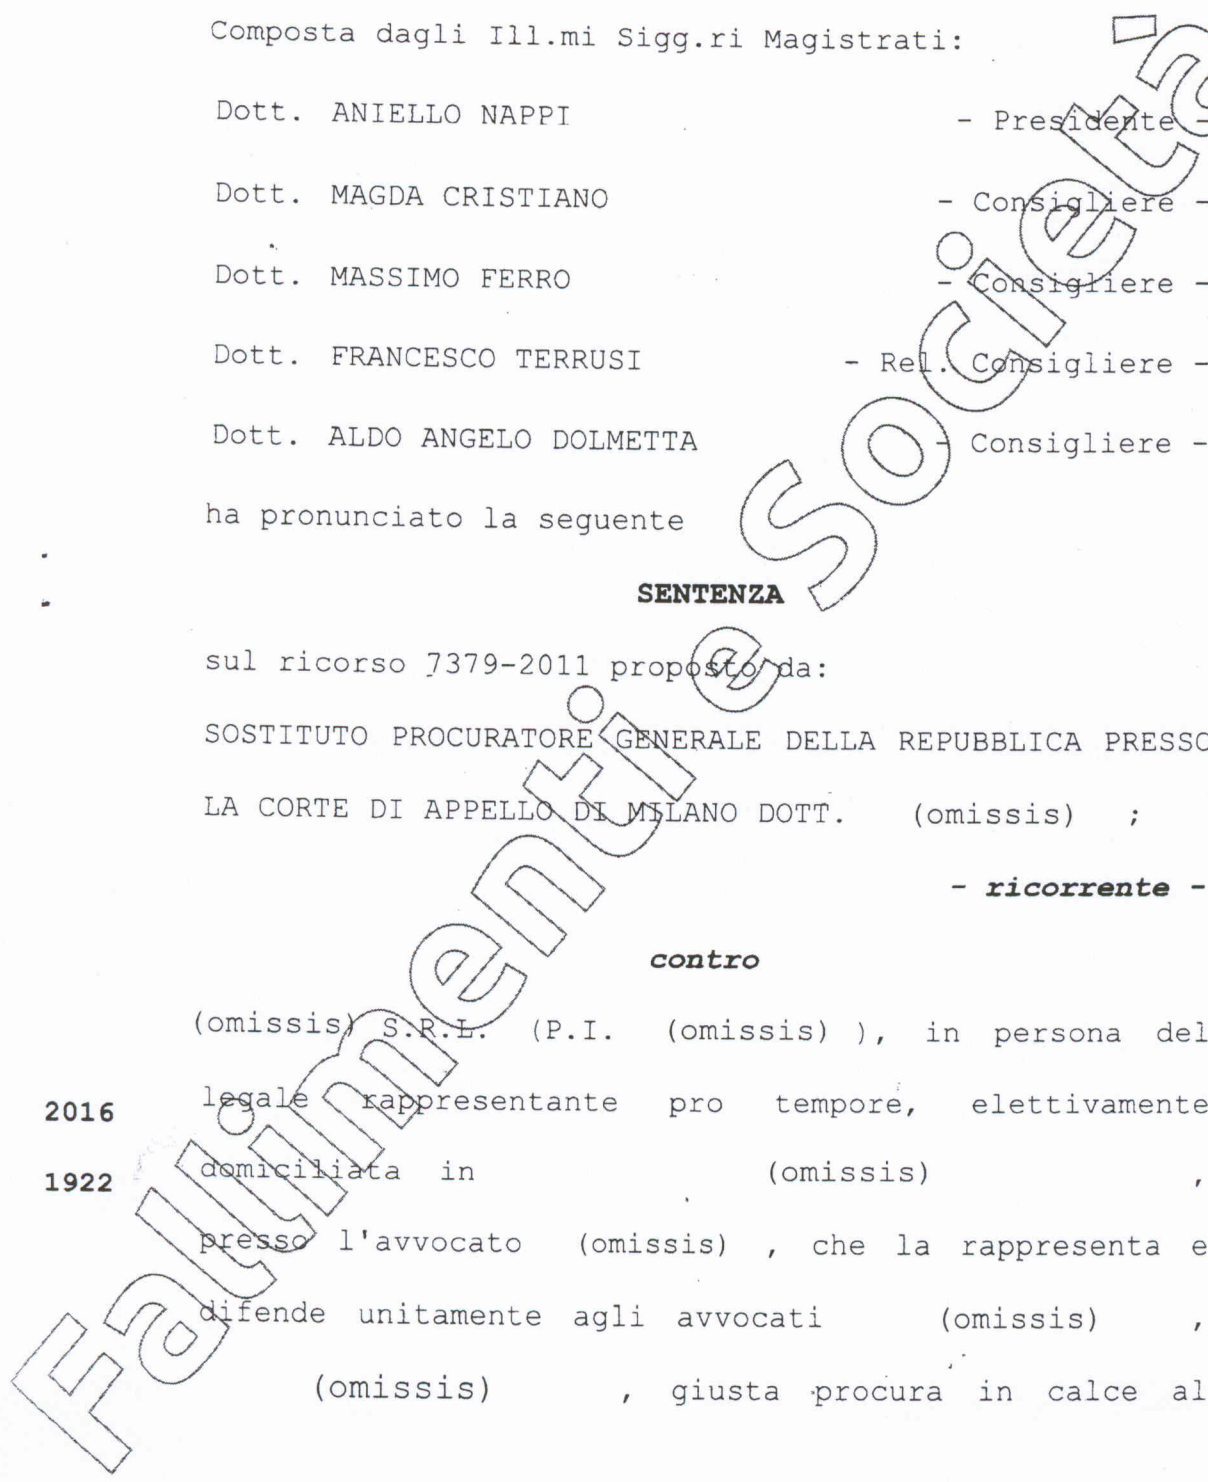 Composta dagli Ill.mi Sigg.ri Magistrati:
Dott. ANIELLO NAPPI - Presidente -
Dott. MAGDA CRISTIANO - Consigliere -
Dott. MASSIMO FERRO - Consigliere -
Dott. FRANCESCO TERRUSI - Rel. Consigliere -
Dott. ALDO ANGELO DOLMETTA - Consigliere -
ha pronunciato la seguente
SENTENZA
sul ricorso 7379-2011 proposto da:
SOSTITUTO PROCURATORE GENERALE DELLA REPUBBLICA PRESSO
LA CORTE DI APPELLO DI MILANO DOTT. (omissis) ;
- ricorrente -
contro
(omissis) S.R.L. (P.I. (omissis) ), in persona del
legale rappresentante pro tempore, elettivamente
2016
domiciliata in (omissis) ,
1922
presso l'avvocato (omissis) , che la rappresenta e
difende unitamente agli avvocati (omissis) ,
(omissis) , giusta procura in calce al
Fallimenti e Società